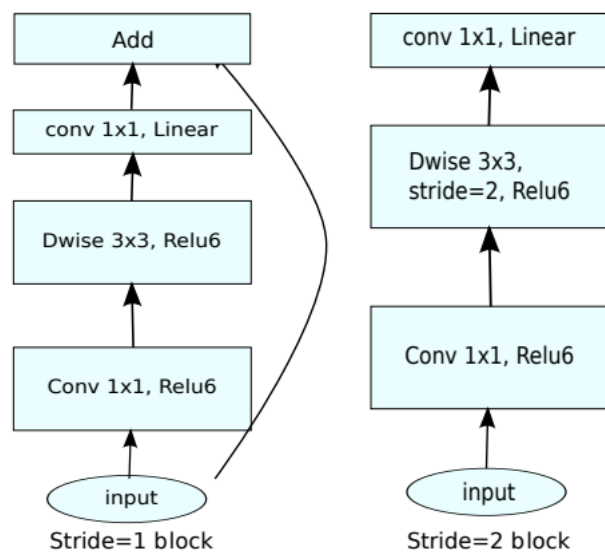 Add
conv 1x1, Linear
Dwise 3x3, Relu6
Conv 1x1, Relu6
input
Stride=1 block
conv 1x1, Linear
Dwise 3x3,
stride=2, Relu6
Conv 1x1, Relu6
input
Stride=2 block